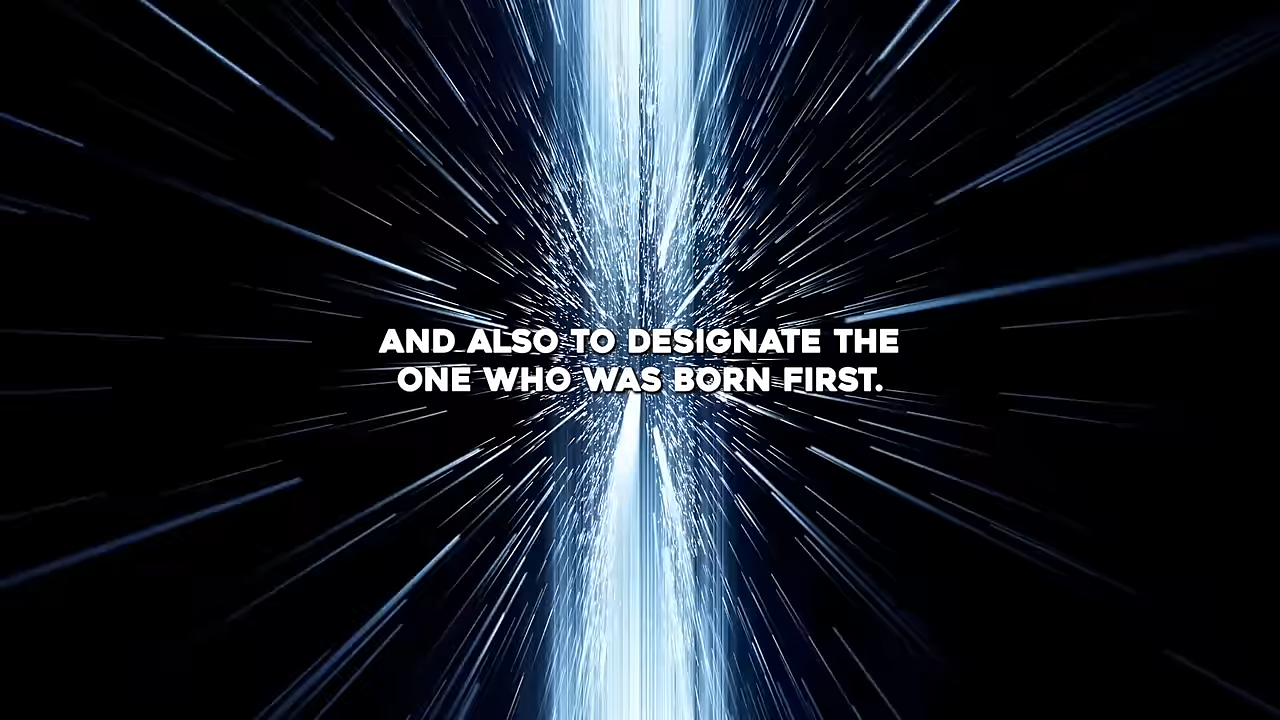 AND ALSO TO DESIGNATE THE
ONE WHO WAS BORN FIRST.